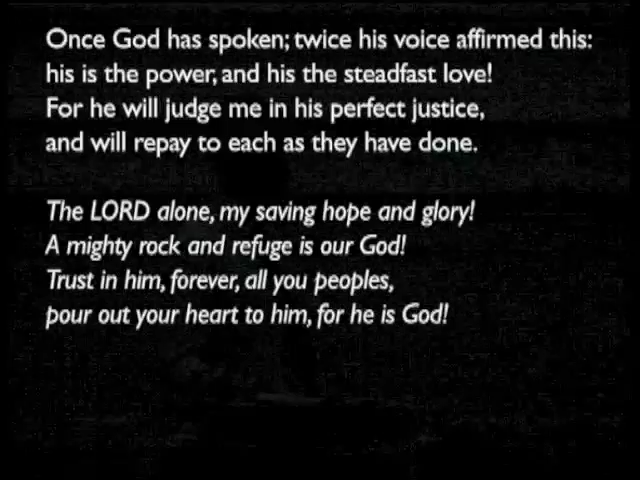 Once God has spoken; twice his voice affirmed this:
his is the power, and his the steadfast love!
For he will judge me in his perfect justice,
and will repay to each as they have done.
The LORD alone, my saving hope and glory!
A mighty rock and refuge is our God!
Trust in him, forever, all you peoples,
pour out your heart to him, for he is God!